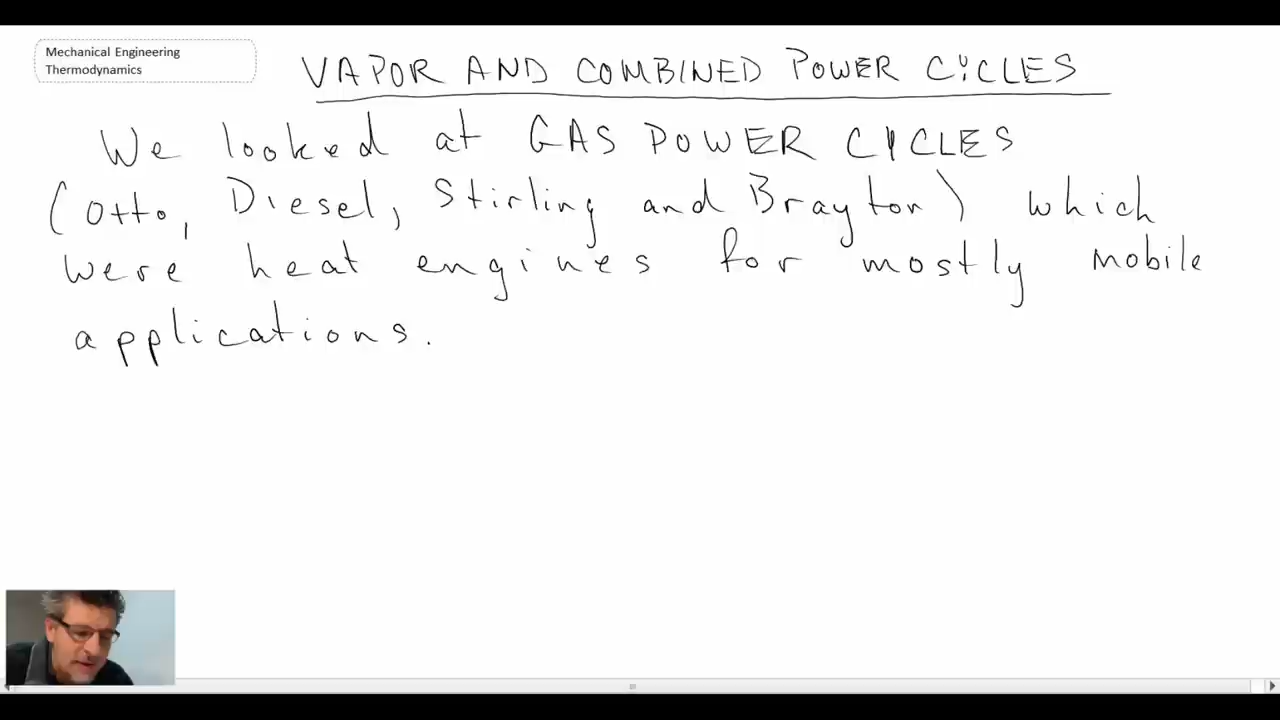 Mechanical Engineering
Thermodynamics
VAPOR AND COMBINED POWER CYCLES
We looked at GAS POWER CYCLES
(Otto, Diesel, Stirling and Brayton) which
were heat engines for mostly mobile
applications.